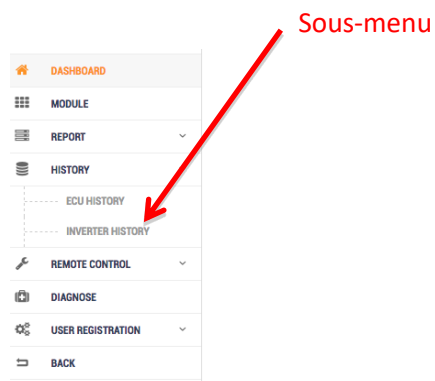 Sous-menu
DASHBOARD
MODULE
REPORT
HISTORY
ECU HISTORY
INVERTER HISTORY
REMOTE CONTROL
DIAGNOSE
USER REGISTRATION
BACK